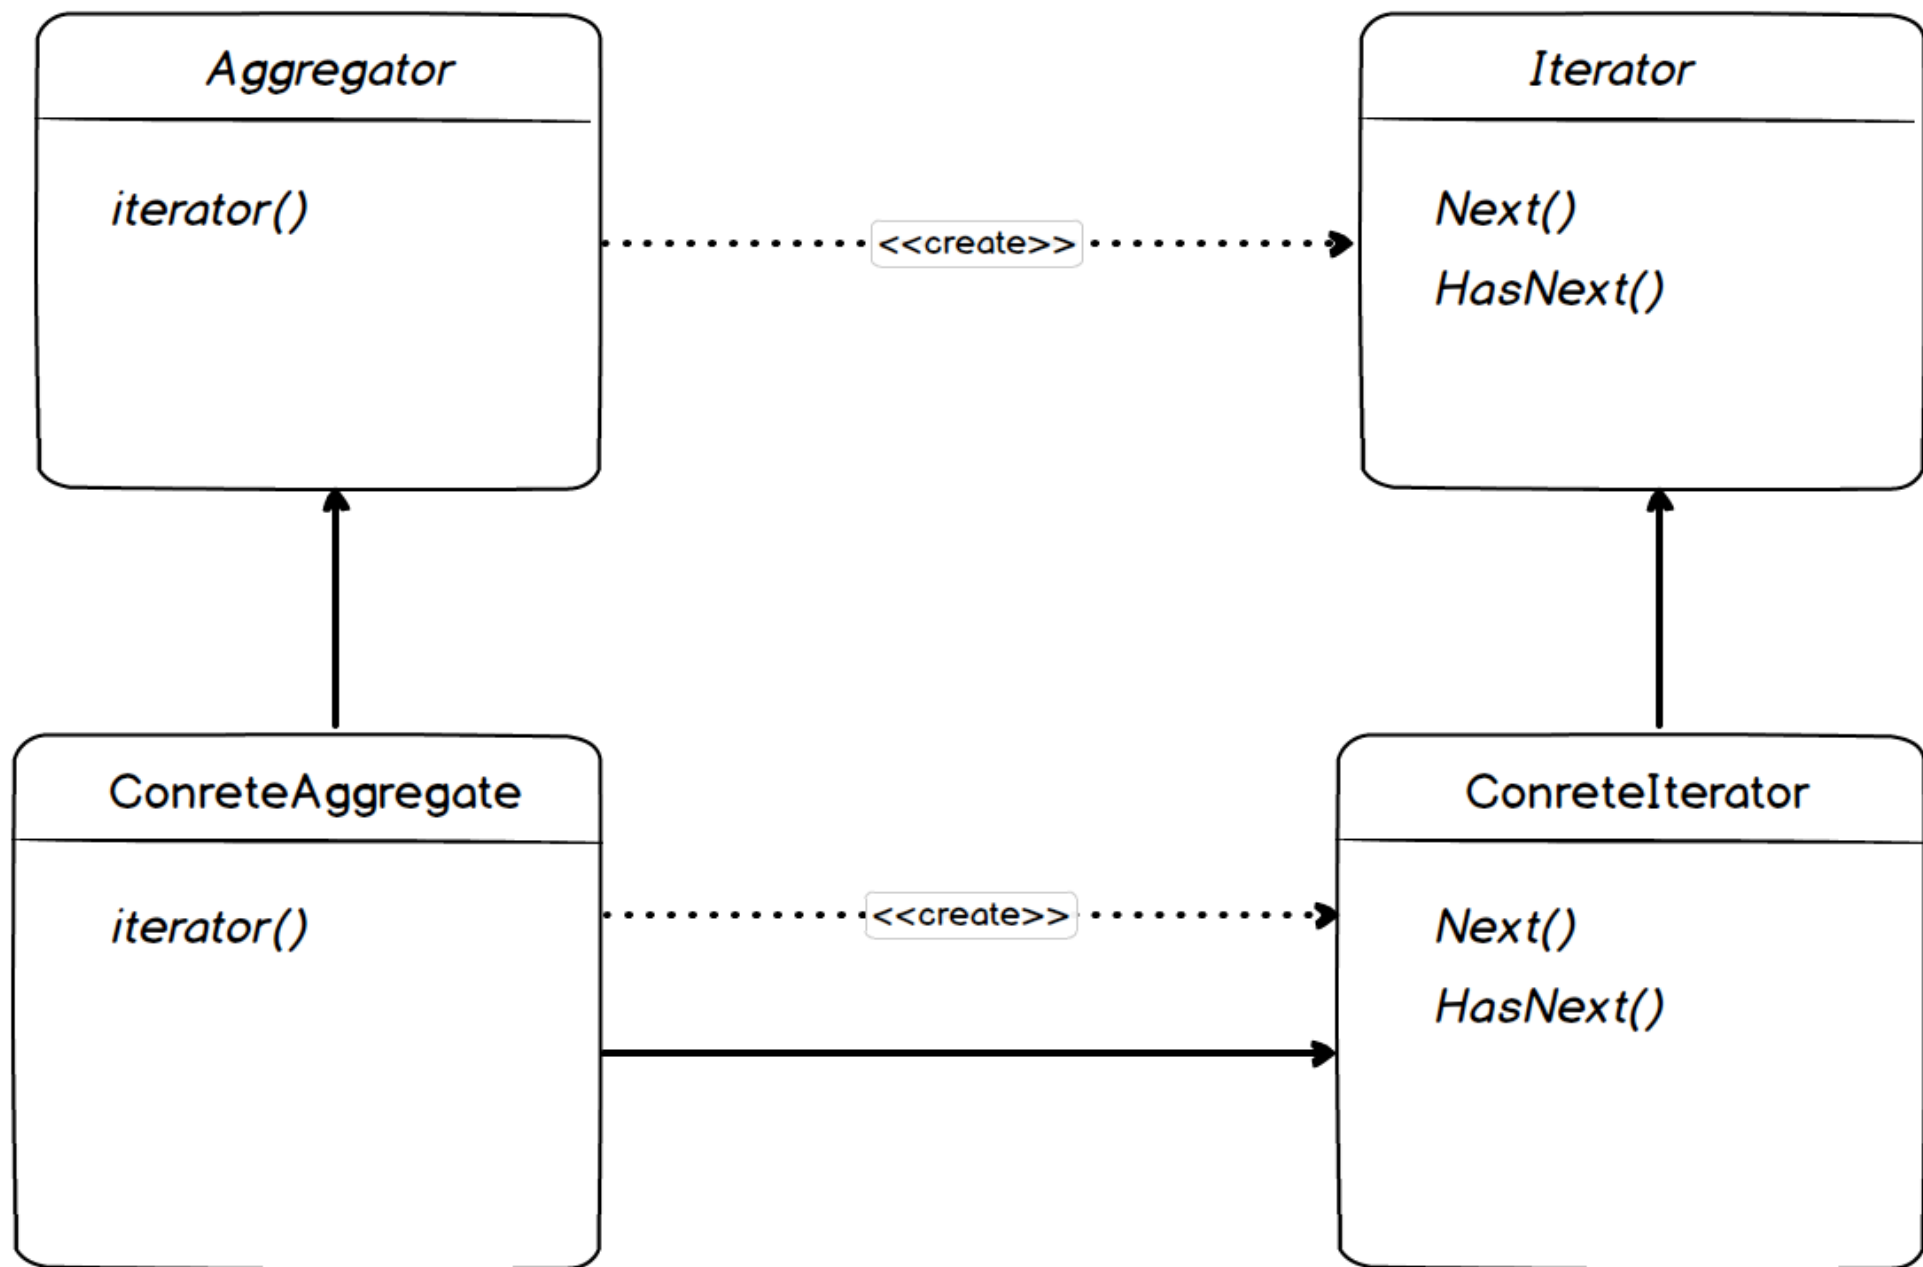 Aggregator
iterator()
<<create>>
Iterator
Next()
HasNext()
ConreteAggregate
iterator()
<<create>>
ConreteIterator
Next()
HasNext()